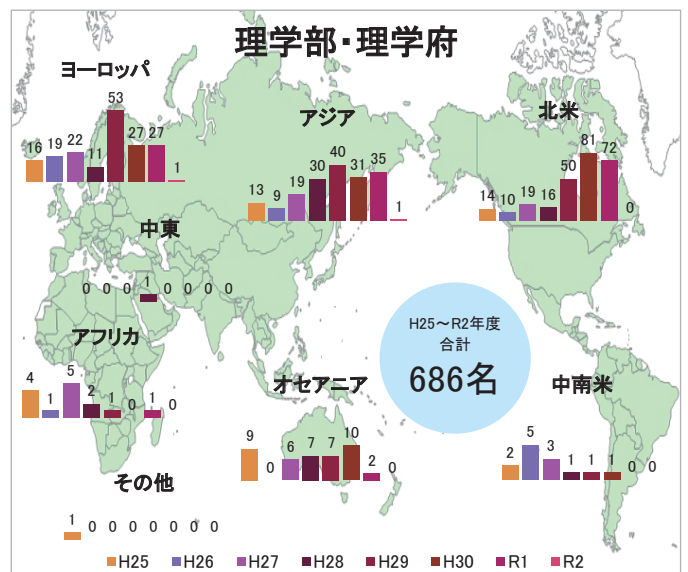 理学部・理学府
ヨーロッパ
16 19 22 11 53 27 27 1
アジア
13 9 19 30 40 31 35 1
北米
14 10 19 16 50 81 72 0
中東
0 0 0 1 0 0 0 0
アフリカ
4 1 5 2 1 0 1 0
H25～R2年度
合計
686名
オセアニア
9 0 6 7 7 10 2 0
中南米
2 5 3 1 1 1 0 0
その他
1 0 0 0 0 0 0 0
H25 H26 H27 H28 H29 H30 R1 R2